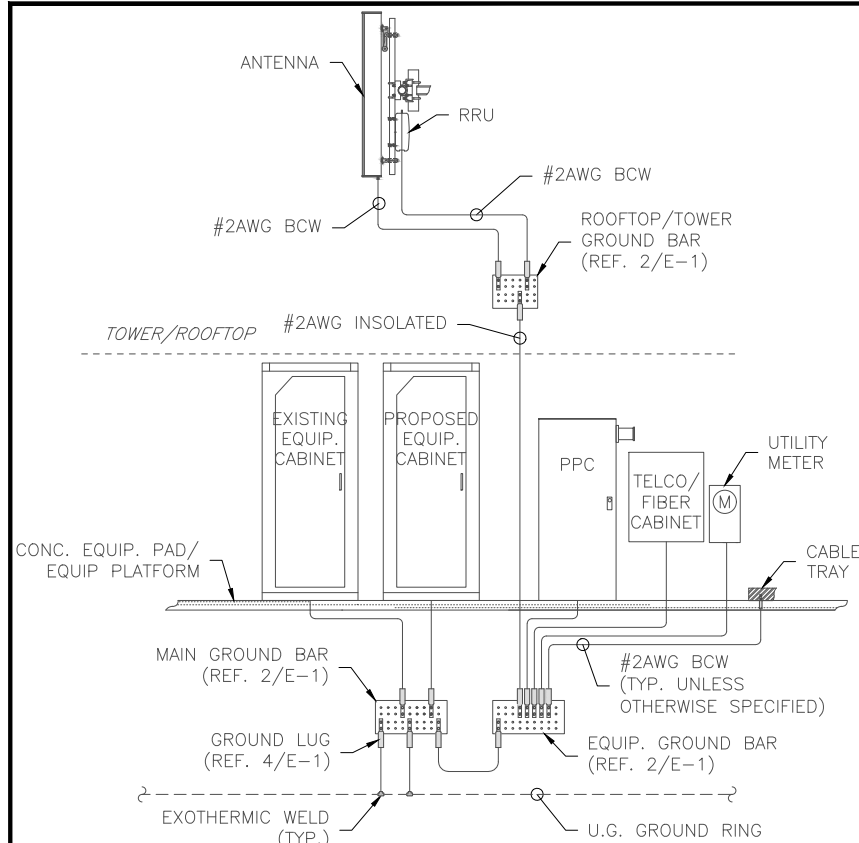 ANTENNA
RRU
#2AWG BCW
#2AWG BCW
ROOFTOP/TOWER
GROUND BAR
(REF. 2/E-1)
#2AWG INSOLATED
TOWER/ROOFTOP
EXISTING
EQUIP.
CABINET
PROPOSED
EQUIP.
CABINET
PPC
TELCO/
FIBER
CABINET
UTILITY
METER
M
CONC. EQUIP. PAD/
EQUIP PLATFORM
CABLE
TRAY
MAIN GROUND BAR
(REF. 2/E-1)
#2AWG BCW
(TYP. UNLESS
OTHERWISE SPECIFIED)
GROUND LUG
(REF. 4/E-1)
EQUIP. GROUND BAR
(REF. 2/E-1)
EXOTHERMIC WELD
(TYP.)
U.G. GROUND RING